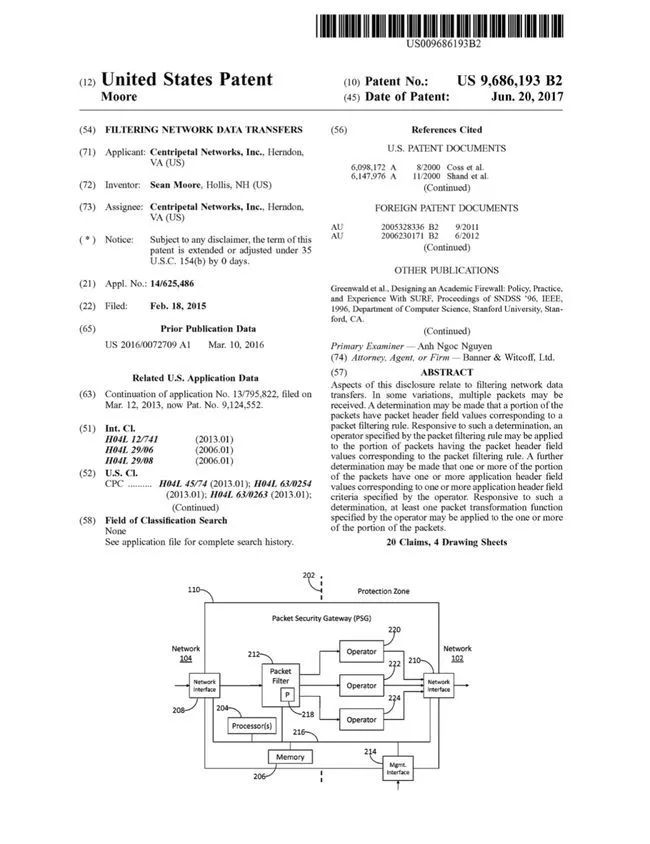 US009686193B2
(12) United States Patent
Moore
(10) Patent No.: US 9,686,193 B2
(45) Date of Patent: Jun. 20, 2017
(54) FILTERING NETWORK DATA TRANSFERS
(71) Applicant: Centripetal Networks, Inc., Herndon,
VA (US)
(72) Inventor: Sean Moore, Hollis, NH (US)
(73) Assignee: Centripetal Networks, Inc., Herndon,
VA (US)
( * ) Notice: Subject to any disclaimer, the term of this
patent is extended or adjusted under 35
U.S.C. 154(b) by 0 days.
(21) Appl. No.: 14/625,486
(22) Filed: Feb. 18, 2015
(65) Prior Publication Data
US 2016/0072709 A1 Mar. 10, 2016
Related U.S. Application Data
(63) Continuation of application No. 13/795,822, filed on
Mar. 12, 2013, now Pat. No. 9,124,552.
(51) Int. Cl.
H04L 12/741 (2013.01)
H04L 29/06 (2006.01)
H04L 29/08 (2006.01)
(52) U.S. Cl.
CPC .......... H04L 45/74 (2013.01); H04L 63/0254
(2013.01); H04L 63/0263 (2013.01);
(Continued)
(58) Field of Classification Search
None
See application file for complete search history.
(56) References Cited
U.S. PATENT DOCUMENTS
6,098,172 A 8/2000 Coss et al.
6,147,976 A 11/2000 Shand et al.
(Continued)
FOREIGN PATENT DOCUMENTS
AU 2005328336 B2 9/2011
AU 2006230171 B2 6/2012
(Continued)
OTHER PUBLICATIONS
Greenwald et al., Designing an Academic Firewall: Policy, Practice,
and Experience With SURF, Proceedings of SNDSS '96, IEEE,
1996, Department of Computer Science, Stanford University, Stan-
ford, CA.
(Continued)
Primary Examiner — Anh Ngoc Nguyen
(74) Attorney, Agent, or Firm — Banner & Witcoff, Ltd.
(57) ABSTRACT
Aspects of this disclosure relate to filtering network data
transfers. In some variations, multiple packets may be
received. A determination may be made that a portion of the
packets have packet header field values corresponding to a
packet filtering rule. Responsive to such a determination, an
operator specified by the packet filtering rule may be applied
to the portion of packets having the packet header field
values corresponding to the packet filtering rule. A further
determination may be made that one or more of the portion
of the packets have one or more application header field
values corresponding to one or more application header field
criteria specified by the operator. Responsive to such a
determination, at least one packet transformation function
specified by the operator may be applied to the one or more
of the portion of the packets.
20 Claims, 4 Drawing Sheets
202
110
Protection Zone
Packet Security Gateway (PSG)
Network
104
212
Packet
Filter
P
218
220
Operator
222
Operator
224
Operator
210
Network
102
Network
Interface
208
Network
Interface
204
Processor(s)
216
Memory
206
214
Mgmt.
Interface